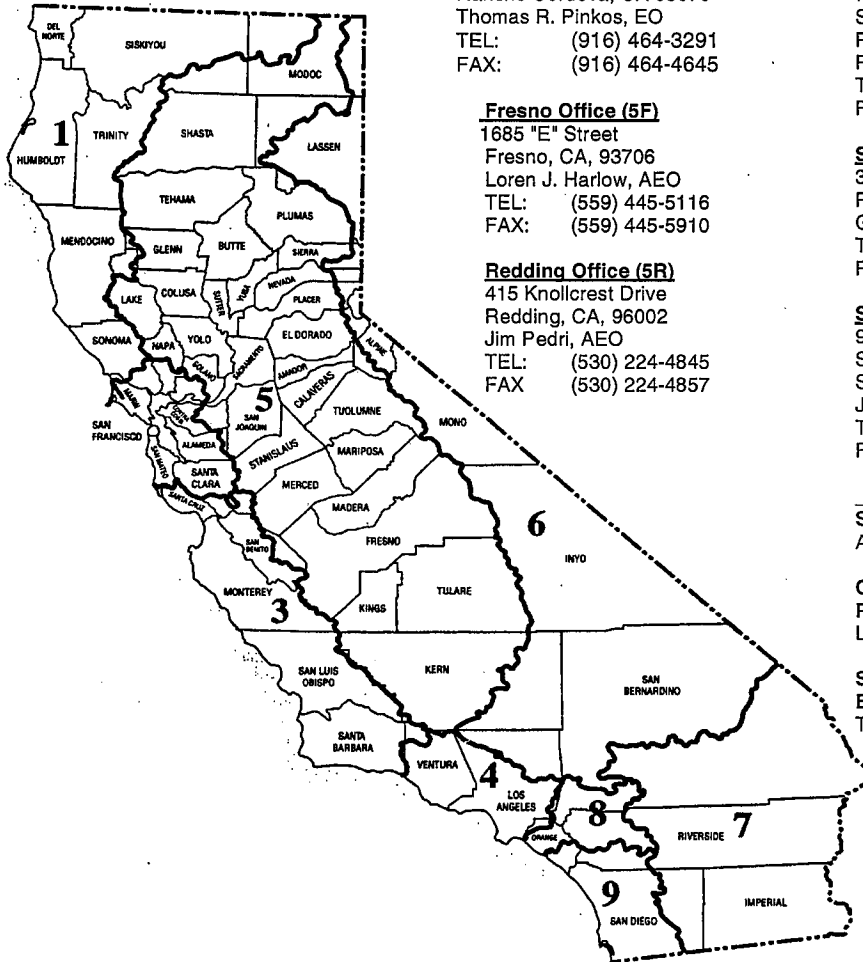 Thomas R. Pinkos, EO
TEL: (916) 464-3291
FAX: (916) 464-4645
Fresno Office (5F)
1685 "E" Street
Fresno, CA, 93706
Loren J. Harlow, AEO
TEL: (559) 445-5116
FAX: (559) 445-5910
Redding Office (5R)
415 Knollcrest Drive
Redding, CA, 96002
Jim Pedri, AEO
TEL: (530) 224-4845
FAX (530) 224-4857
DEL NORTE
SISKIYOU
MODOC
1
HUMBOLDT
TRINITY
SHASTA
LASSEN
TEHAMA
PLUMAS
MENDOCINO
GLENN
BUTTE
SIERRA
LAKE
COLUSA
SUTTER
YUBA
NEVADA
PLACER
SONOMA
NAPA
YOLO
EL DORADO
ALPINE
SOLANO
SACRAMENTO
AMADOR
CALAVERAS
MARIN
CONTRA COSTA
5
SAN JOAQUIN
TUOLUMNE
MONO
SAN FRANCISCO
ALAMEDA
STANISLAUS
MARIPOSA
SAN MATEO
SANTA CLARA
MERCED
SANTA CRUZ
MADERA
6
FRESNO
INYO
SAN BENITO
MONTEREY
3
KINGS
TULARE
SAN LUIS OBISPO
KERN
SAN BERNARDINO
SANTA BARBARA
VENTURA
4
LOS ANGELES
8
ORANGE
RIVERSIDE
7
9
SAN DIEGO
IMPERIAL